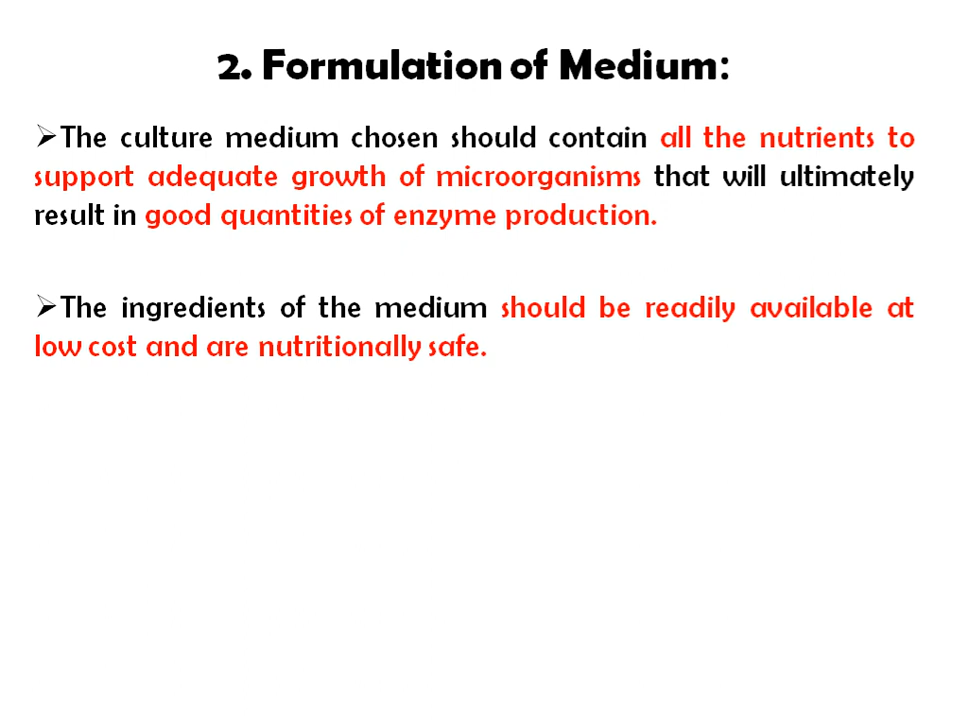 2. Formulation of Medium:
➢The culture medium chosen should contain all the nutrients to
support adequate growth of microorganisms that will ultimately
result in good quantities of enzyme production.
➢The ingredients of the medium should be readily available at
low cost and are nutritionally safe.